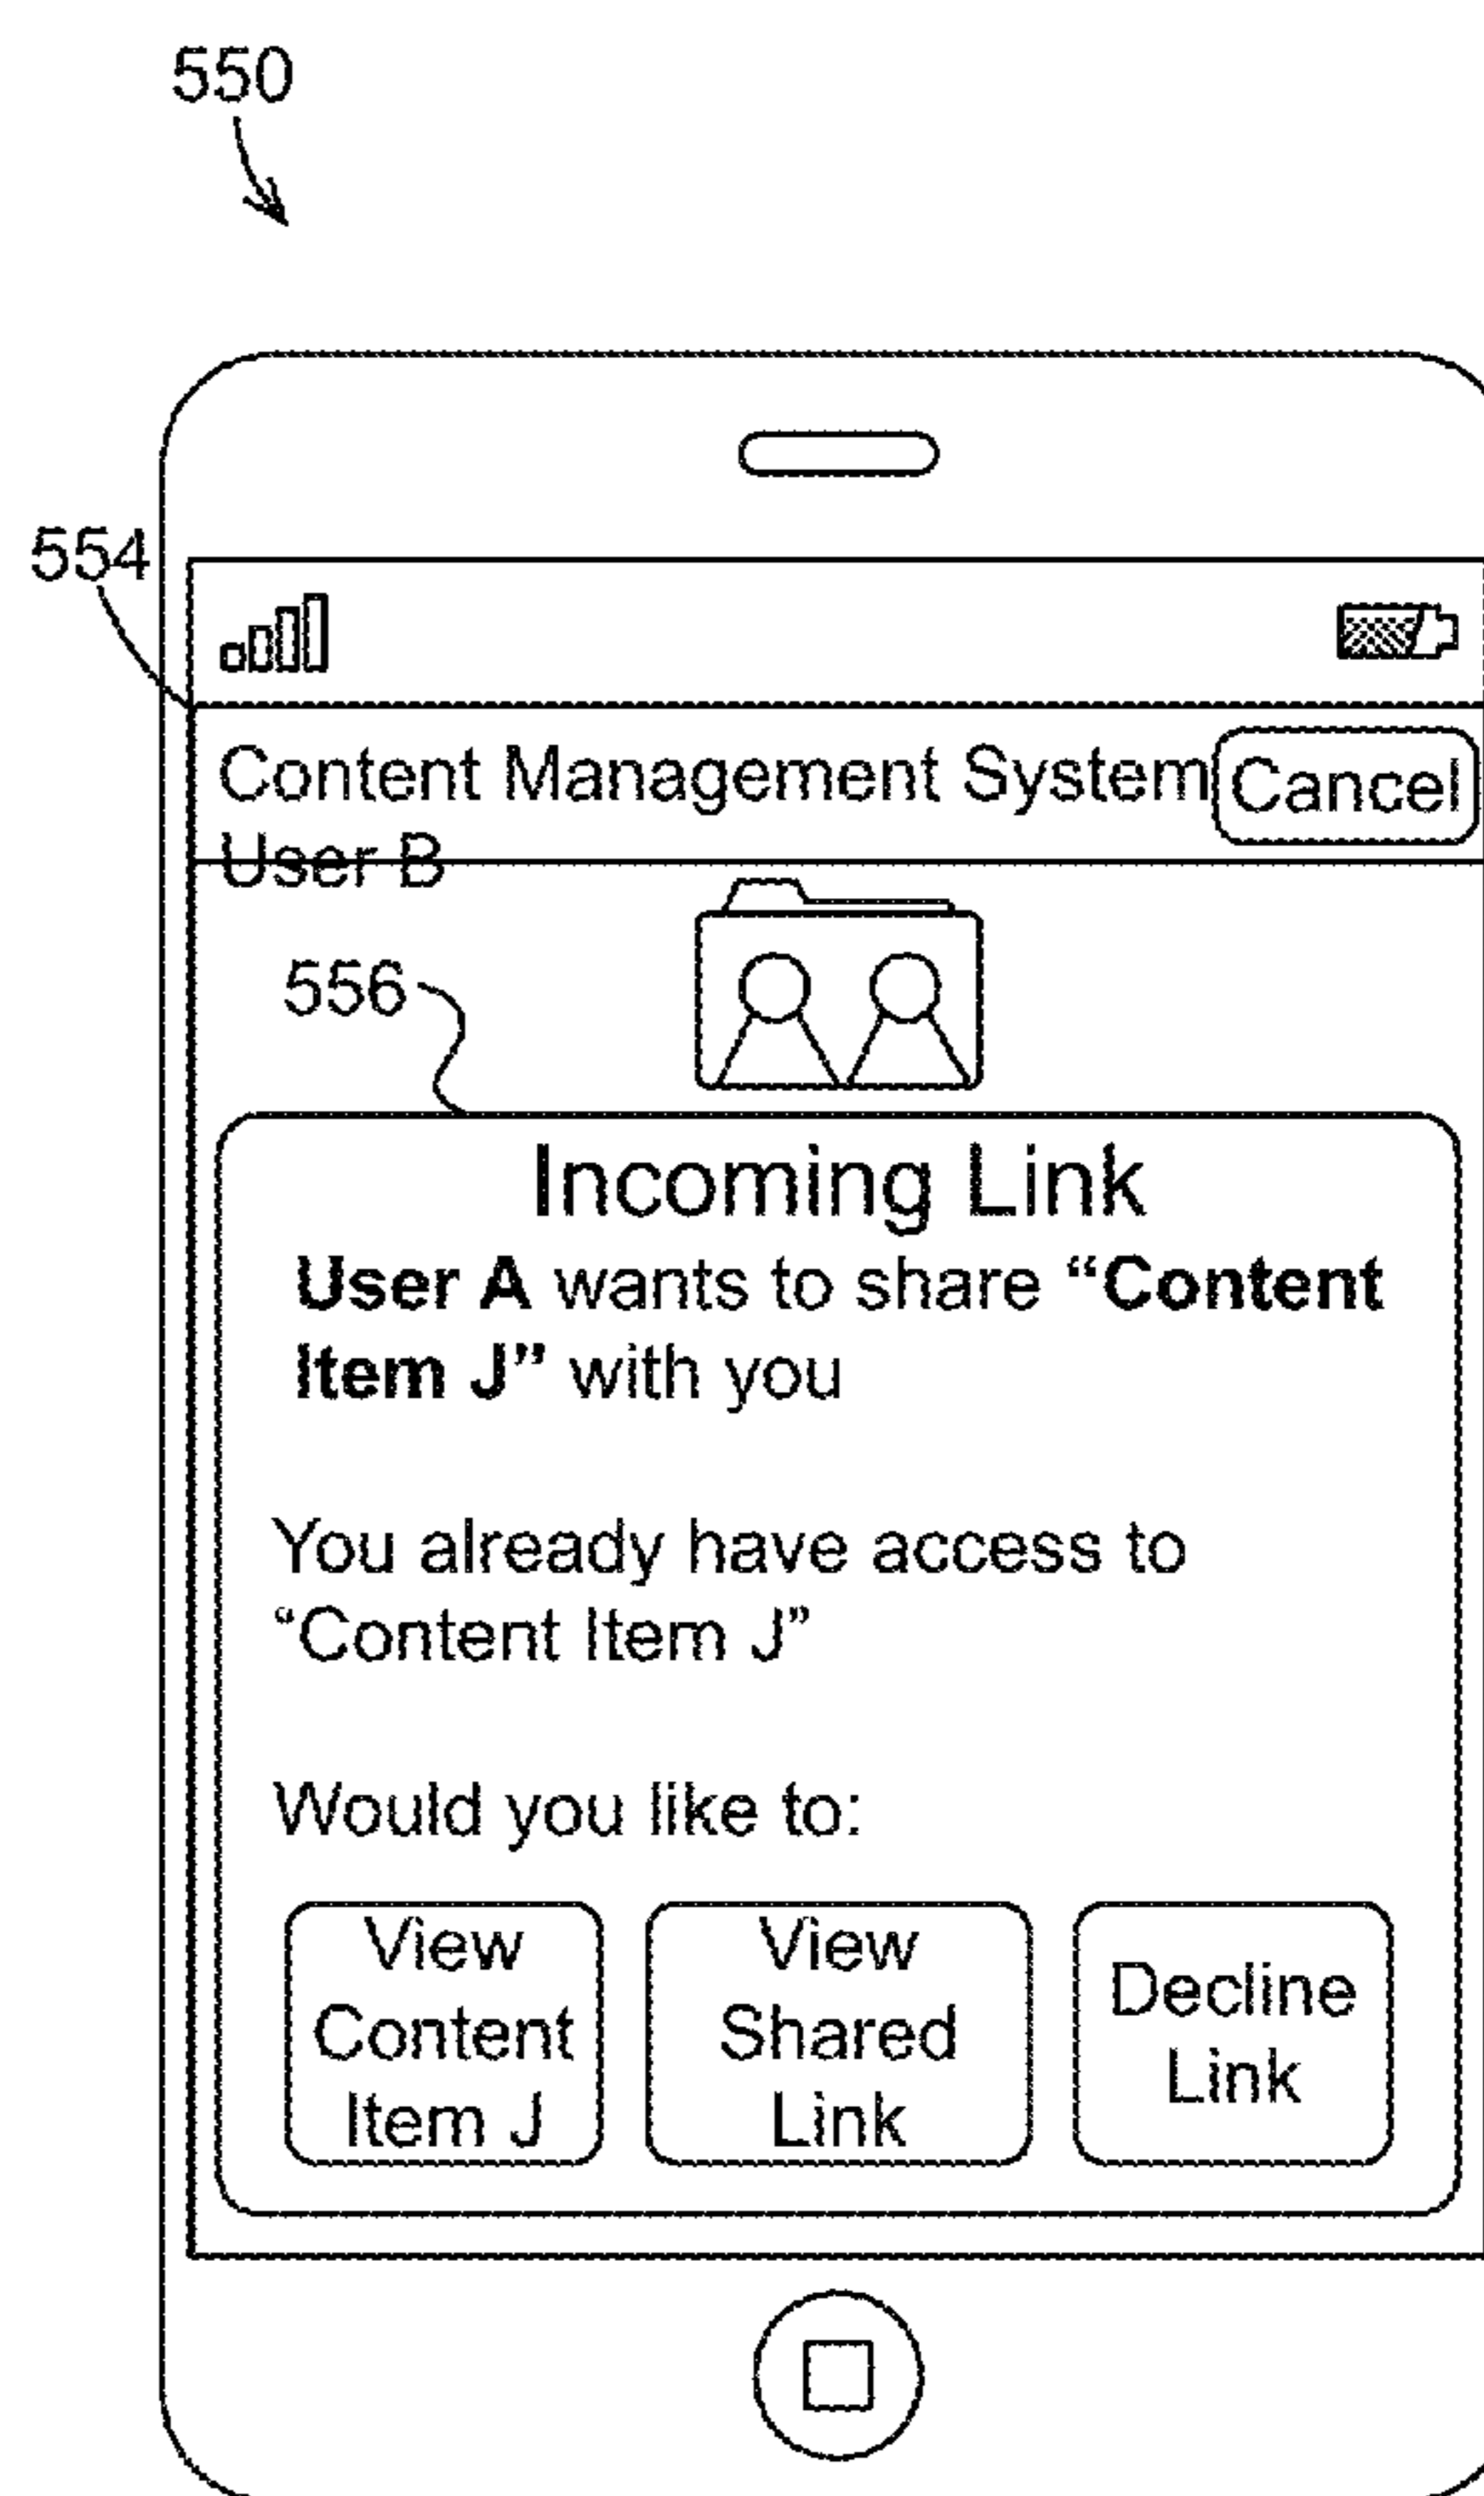 550
554
Content Management System Cancel
User B
556
Incoming Link
User A wants to share “Content
Item J” with you
You already have access to
“Content Item J”
Would you like to:
View
Content
Item J
View
Shared
Link
Decline
Link